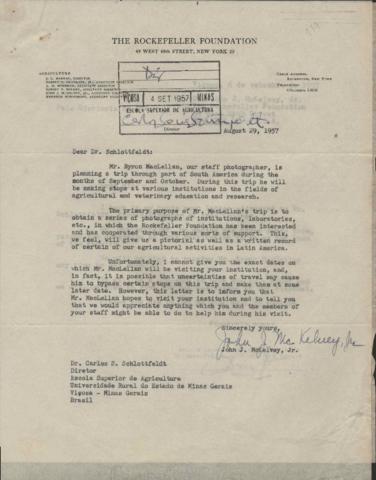 THE ROCKEFELLER FOUNDATION
49 WEST 49th STREET, NEW YORK 20
AGRICULTURE
DIRECTOR
CABLE ADDRESS:
ROCKFOUND, NEW YORK
VIÇOSA 4 SET 1957 MINAS
ESCOLA SUPERIOR DE AGRICULTURA
Director
August 29, 1957
Dear Dr. Schlottfeldt:
Mr. Byron MacLellan, our staff photographer, is
planning a trip through part of South America during the
months of September and October. During this trip he will
be making stops at various institutions in the fields of
agricultural and veterinary education and research.
The primary purpose of Mr. MacLellan's trip is to
obtain a series of photographs of institutions, laboratories,
etc., in which the Rockefeller Foundation has been interested
and has cooperated through various sorts of support. This,
we feel, will give us a pictorial as well as a written record
of certain of our agricultural activities in Latin America.
Unfortunately, I cannot give you the exact dates on
which Mr. MacLellan will be visiting your institution, and,
in fact, it is possible that uncertainties of travel may cause
him to bypass certain stops on this trip and make them at some
later date. However, this letter is to inform you that
Mr. MacLellan hopes to visit your institution and to tell you
that we would appreciate anything which you and the members of
your staff might be able to do to help him during his visit.
Sincerely yours,
John J. McKelvey, Jr.
John J. McKelvey, Jr.
Dr. Carlos S. Schlottfeldt
Diretor
Escola Superior de Agricultura
Universidade Rural do Estado de Minas Gerais
Viçosa - Minas Gerais
Brasil